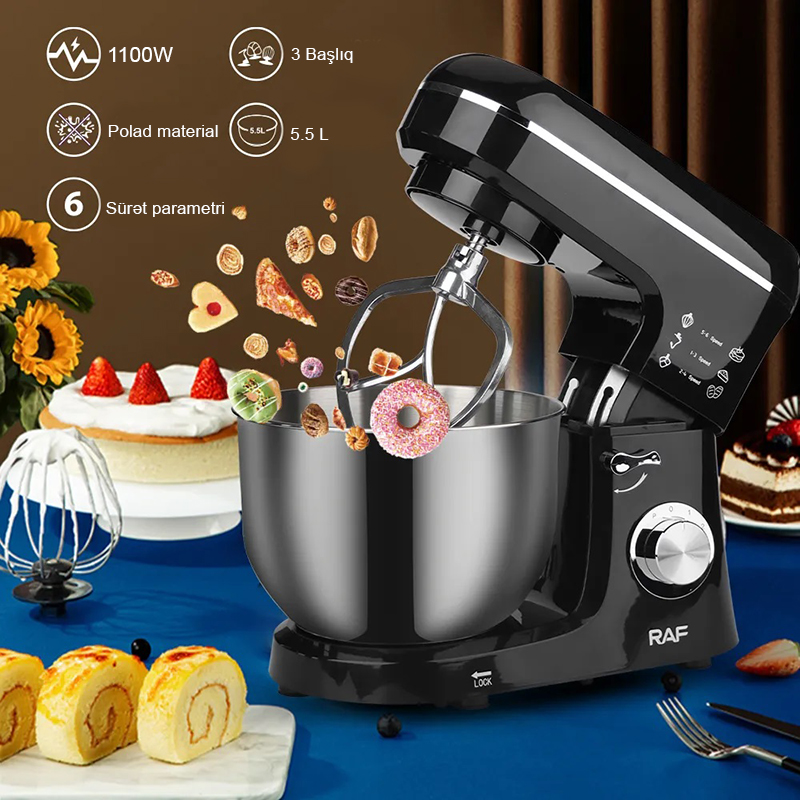 1100W
3 Başlıq
Polad material
5.5L
5.5 L
6
Sürət parametri
5-6 Speed
1-3 Speed
2-4 Speed
RAF
LOCK